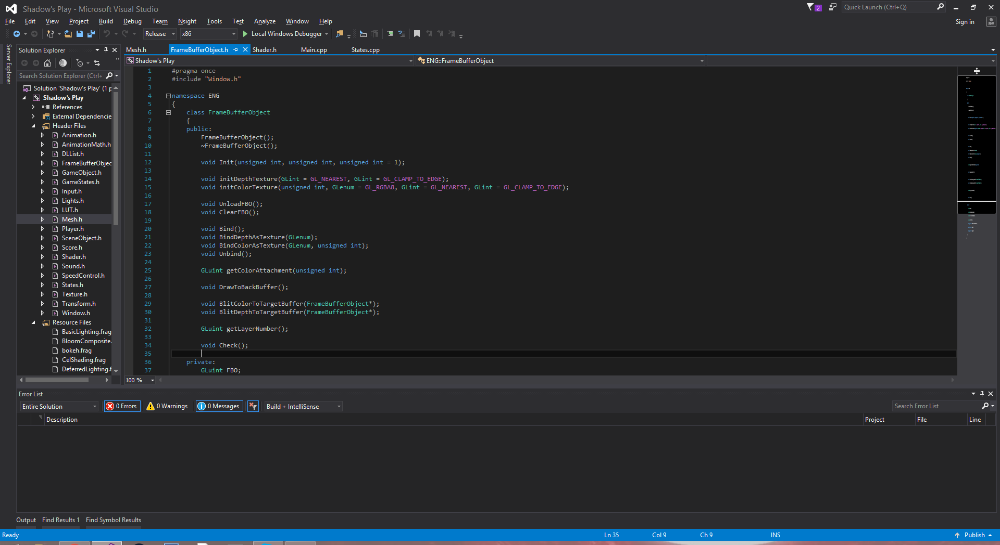 Shadow's Play - Microsoft Visual Studio
2
Quick Launch (Ctrl+Q)
File Edit View Project Build Debug Team Nsight Tools Test Analyze Window Help
Sign in
Release x86 Local Windows Debugger
Server Explorer
Solution Explorer
Search Solution Explorer (Ctrl+
Solution 'Shadow's Play' (1 p
Shadow's Play
References
External Dependencie
Header Files
Animation.h
AnimationMath.h
DLList.h
FrameBufferObjec
GameObject.h
GameStates.h
Input.h
Lights.h
LUT.h
Mesh.h
Player.h
SceneObject.h
Score.h
Shader.h
Sound.h
SpeedControl.h
States.h
Texture.h
Transform.h
Window.h
Resource Files
BasicLighting.frag
BloomComposite.
bokeh.frag
CelShading.frag
DeferredLighting.f
Mesh.h FrameBufferObject.h Shader.h Main.cpp States.cpp
Shadow's Play ENG::FrameBufferObject
1 #pragma once
2 #include "Window.h"
3
4 namespace ENG
5 {
6 class FrameBufferObject
7 {
8 public:
9 FrameBufferObject();
10 ~FrameBufferObject();
11
12 void Init(unsigned int, unsigned int, unsigned int = 1);
13
14 void initDepthTexture(GLint = GL_NEAREST, GLint = GL_CLAMP_TO_EDGE);
15 void initColorTexture(unsigned int, GLenum = GL_RGBA8, GLint = GL_NEAREST, GLint = GL_CLAMP_TO_EDGE);
16
17 void UnloadFBO();
18 void ClearFBO();
19
20 void Bind();
21 void BindDepthAsTexture(GLenum);
22 void BindColorAsTexture(GLenum, unsigned int);
23 void Unbind();
24
25 GLuint getColorAttachment(unsigned int);
26
27 void DrawToBackBuffer();
28
29 void BlitColorToTargetBuffer(FrameBufferObject*);
30 void BlitDepthToTargetBuffer(FrameBufferObject*);
31
32 GLuint getLayerNumber();
33
34 void Check();
35
36 private:
37 GLuint FBO;
100 %
Error List
Entire Solution 0 Errors 0 Warnings 0 Messages Build + IntelliSense Search Error List
Description Project File Line
Output Find Results 1 Find Symbol Results
Ready Ln 35 Col 9 Ch 9 INS Publish